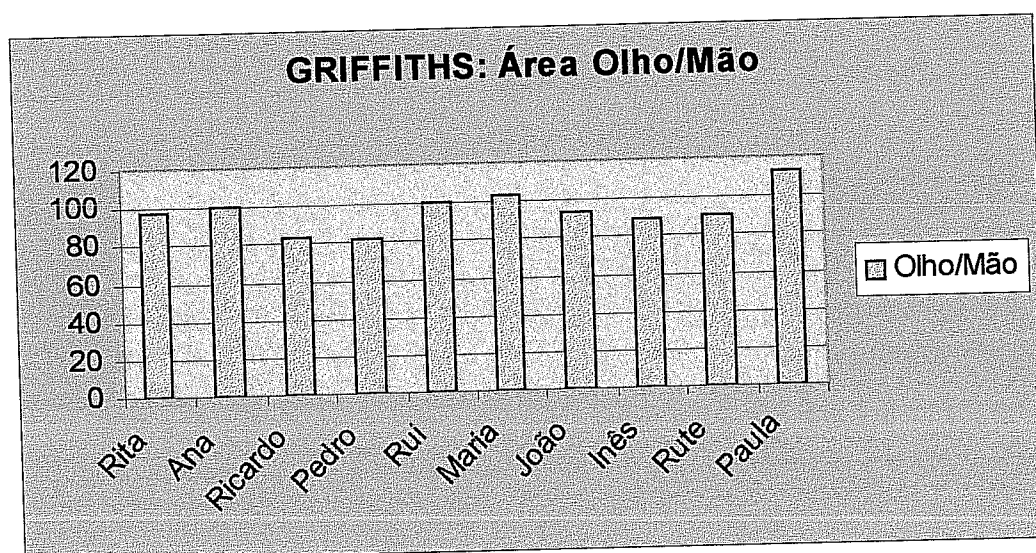 GRIFFITHS: Área Olho/Mão
120
100
80
60
40
20
0
Rita
Ana
Ricardo
Pedro
Rui
Maria
João
Inês
Rute
Paula
Olho/Mão